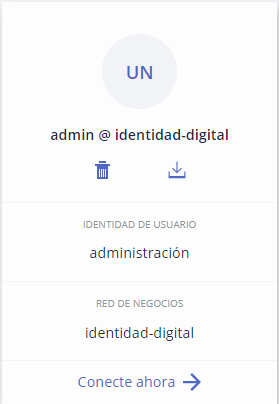 UN
admin @ identidad-digital
IDENTIDAD DE USUARIO
administración
RED DE NEGOCIOS
identidad-digital
Conecte ahora